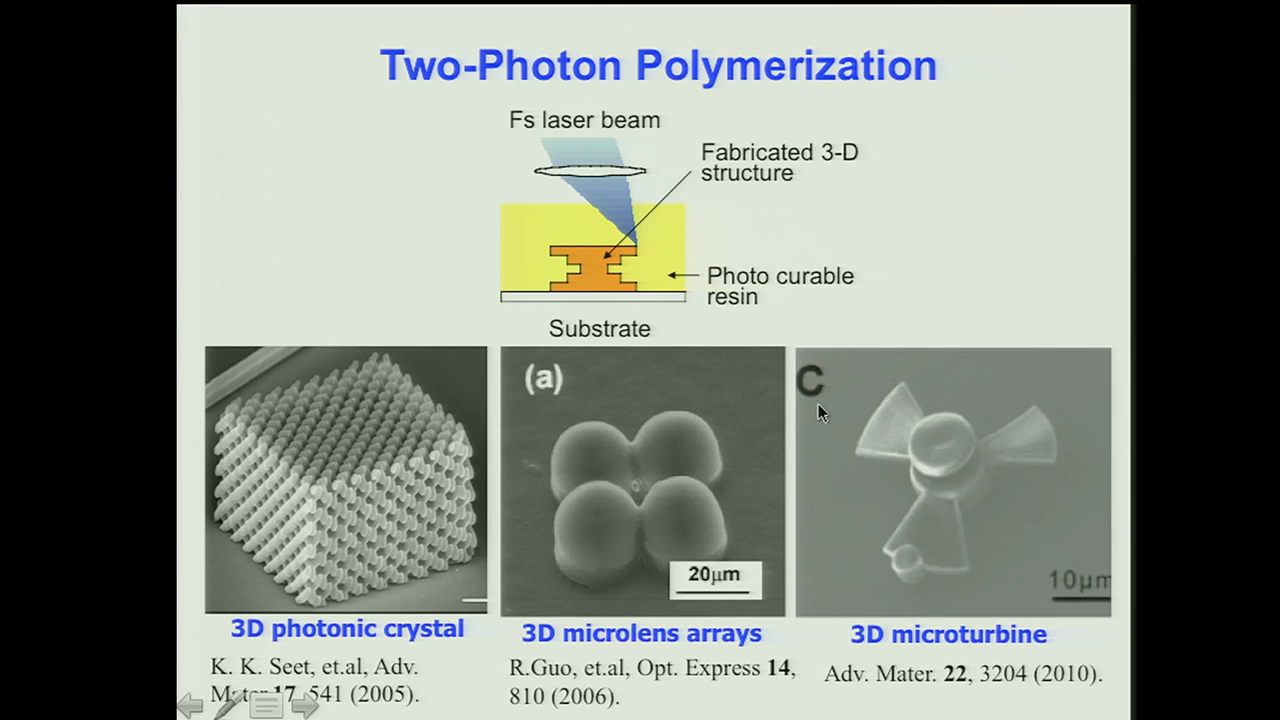 Two-Photon Polymerization
Fs laser beam
Fabricated 3-D
structure
Photo curable
resin
Substrate
(a)
20μm
C
10μm
3D photonic crystal
3D microlens arrays
3D microturbine
K. K. Seet, et.al, Adv.
Mater 17, 541 (2005).
R.Guo, et.al, Opt. Express 14,
810 (2006).
Adv. Mater. 22, 3204 (2010).